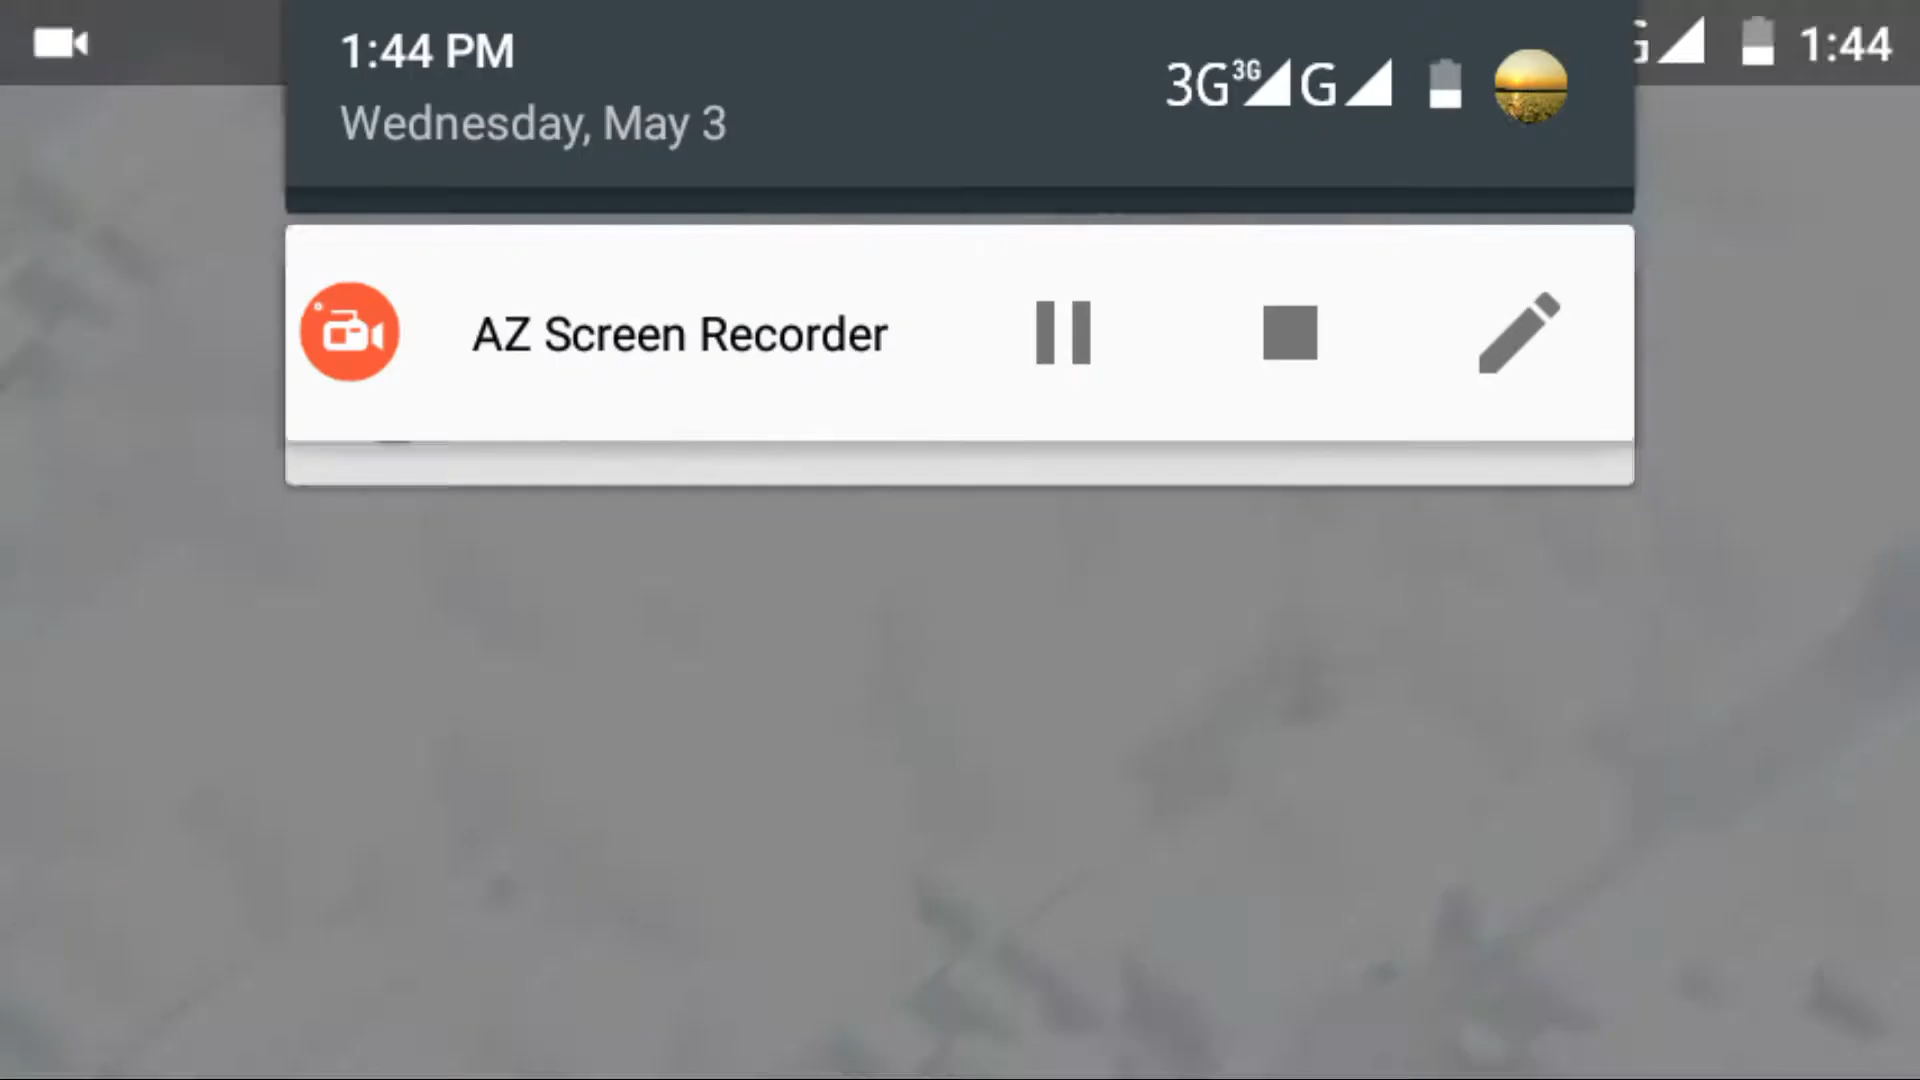 1:44 PM
Wednesday, May 3
3G 3G G
G 1:44
AZ Screen Recorder